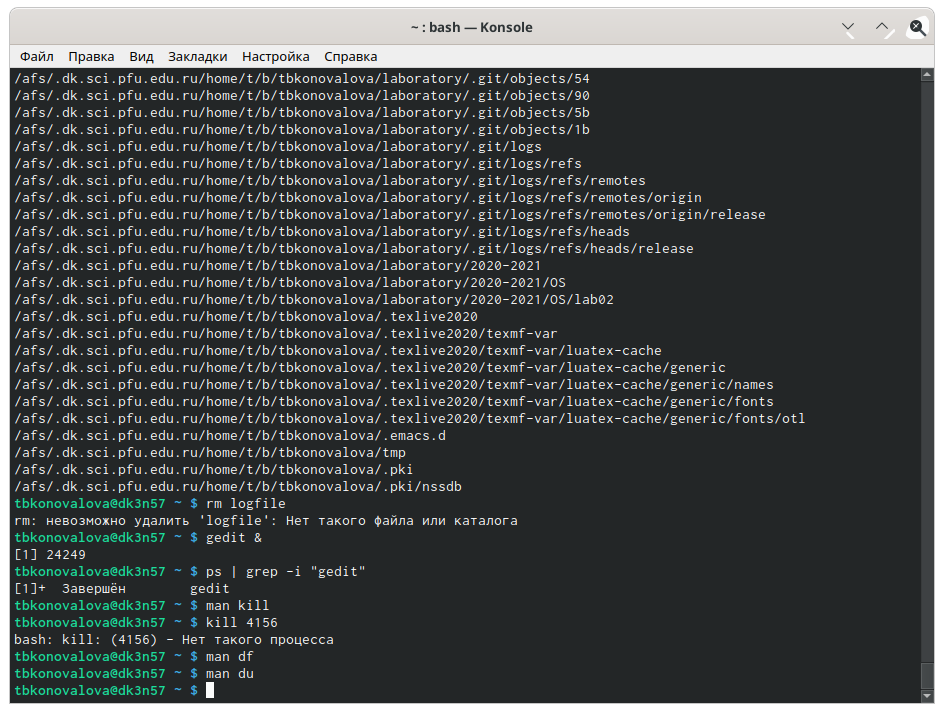 ~ : bash — Konsole
Файл Правка Вид Закладки Настройка Справка
/afs/.dk.sci.pfu.edu.ru/home/t/b/tbkonovalova/laboratory/.git/objects/54
/afs/.dk.sci.pfu.edu.ru/home/t/b/tbkonovalova/laboratory/.git/objects/90
/afs/.dk.sci.pfu.edu.ru/home/t/b/tbkonovalova/laboratory/.git/objects/5b
/afs/.dk.sci.pfu.edu.ru/home/t/b/tbkonovalova/laboratory/.git/objects/1b
/afs/.dk.sci.pfu.edu.ru/home/t/b/tbkonovalova/laboratory/.git/logs
/afs/.dk.sci.pfu.edu.ru/home/t/b/tbkonovalova/laboratory/.git/logs/refs
/afs/.dk.sci.pfu.edu.ru/home/t/b/tbkonovalova/laboratory/.git/logs/refs/remotes
/afs/.dk.sci.pfu.edu.ru/home/t/b/tbkonovalova/laboratory/.git/logs/refs/remotes/origin
/afs/.dk.sci.pfu.edu.ru/home/t/b/tbkonovalova/laboratory/.git/logs/refs/remotes/origin/release
/afs/.dk.sci.pfu.edu.ru/home/t/b/tbkonovalova/laboratory/.git/logs/refs/heads
/afs/.dk.sci.pfu.edu.ru/home/t/b/tbkonovalova/laboratory/.git/logs/refs/heads/release
/afs/.dk.sci.pfu.edu.ru/home/t/b/tbkonovalova/laboratory/2020-2021
/afs/.dk.sci.pfu.edu.ru/home/t/b/tbkonovalova/laboratory/2020-2021/OS
/afs/.dk.sci.pfu.edu.ru/home/t/b/tbkonovalova/laboratory/2020-2021/OS/lab02
/afs/.dk.sci.pfu.edu.ru/home/t/b/tbkonovalova/.texlive2020
/afs/.dk.sci.pfu.edu.ru/home/t/b/tbkonovalova/.texlive2020/texmf-var
/afs/.dk.sci.pfu.edu.ru/home/t/b/tbkonovalova/.texlive2020/texmf-var/luatex-cache
/afs/.dk.sci.pfu.edu.ru/home/t/b/tbkonovalova/.texlive2020/texmf-var/luatex-cache/generic
/afs/.dk.sci.pfu.edu.ru/home/t/b/tbkonovalova/.texlive2020/texmf-var/luatex-cache/generic/names
/afs/.dk.sci.pfu.edu.ru/home/t/b/tbkonovalova/.texlive2020/texmf-var/luatex-cache/generic/fonts
/afs/.dk.sci.pfu.edu.ru/home/t/b/tbkonovalova/.texlive2020/texmf-var/luatex-cache/generic/fonts/otl
/afs/.dk.sci.pfu.edu.ru/home/t/b/tbkonovalova/.emacs.d
/afs/.dk.sci.pfu.edu.ru/home/t/b/tbkonovalova/tmp
/afs/.dk.sci.pfu.edu.ru/home/t/b/tbkonovalova/.pki
/afs/.dk.sci.pfu.edu.ru/home/t/b/tbkonovalova/.pki/nssdb
tbkonovalova@dk3n57 ~ $ rm logfile
rm: невозможно удалить 'logfile': Нет такого файла или каталога
tbkonovalova@dk3n57 ~ $ gedit &
[1] 24249
tbkonovalova@dk3n57 ~ $ ps | grep -i "gedit"
[1]+  Завершён        gedit
tbkonovalova@dk3n57 ~ $ man kill
tbkonovalova@dk3n57 ~ $ kill 4156
bash: kill: (4156) - Нет такого процесса
tbkonovalova@dk3n57 ~ $ man df
tbkonovalova@dk3n57 ~ $ man du
tbkonovalova@dk3n57 ~ $